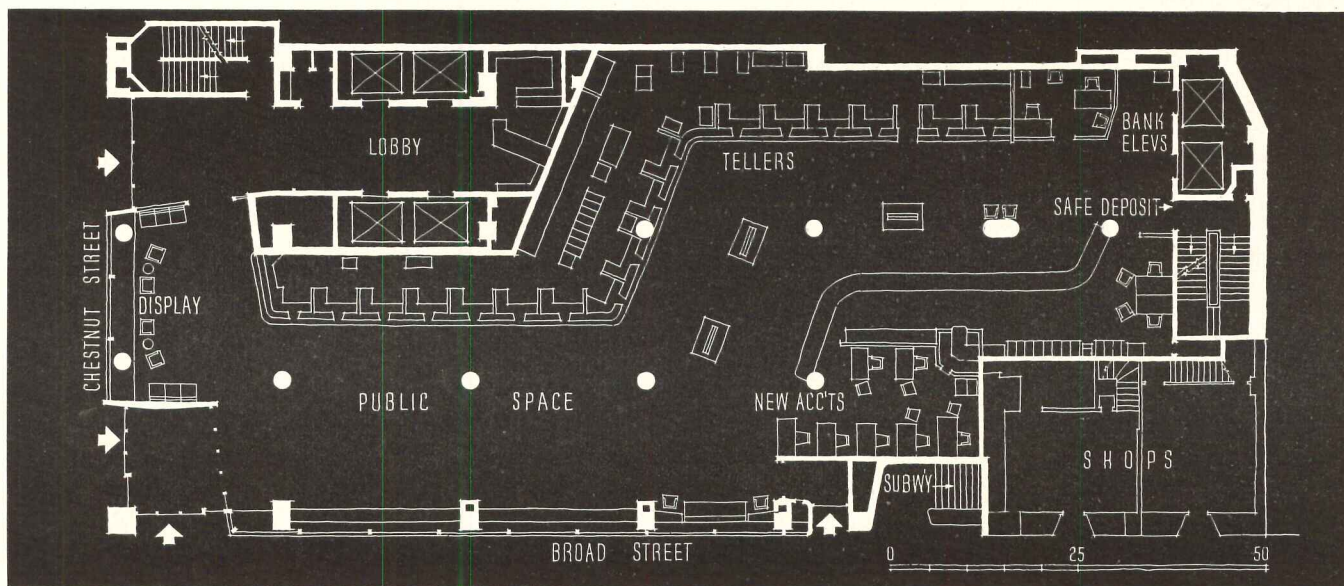 LOBBY
TELLERS
BANK
ELEVS
SAFE DEPOSIT
CHESTNUT STREET
DISPLAY
PUBLIC SPACE
NEW ACC'TS
SHOPS
SUBWY
BROAD STREET
0 25 50